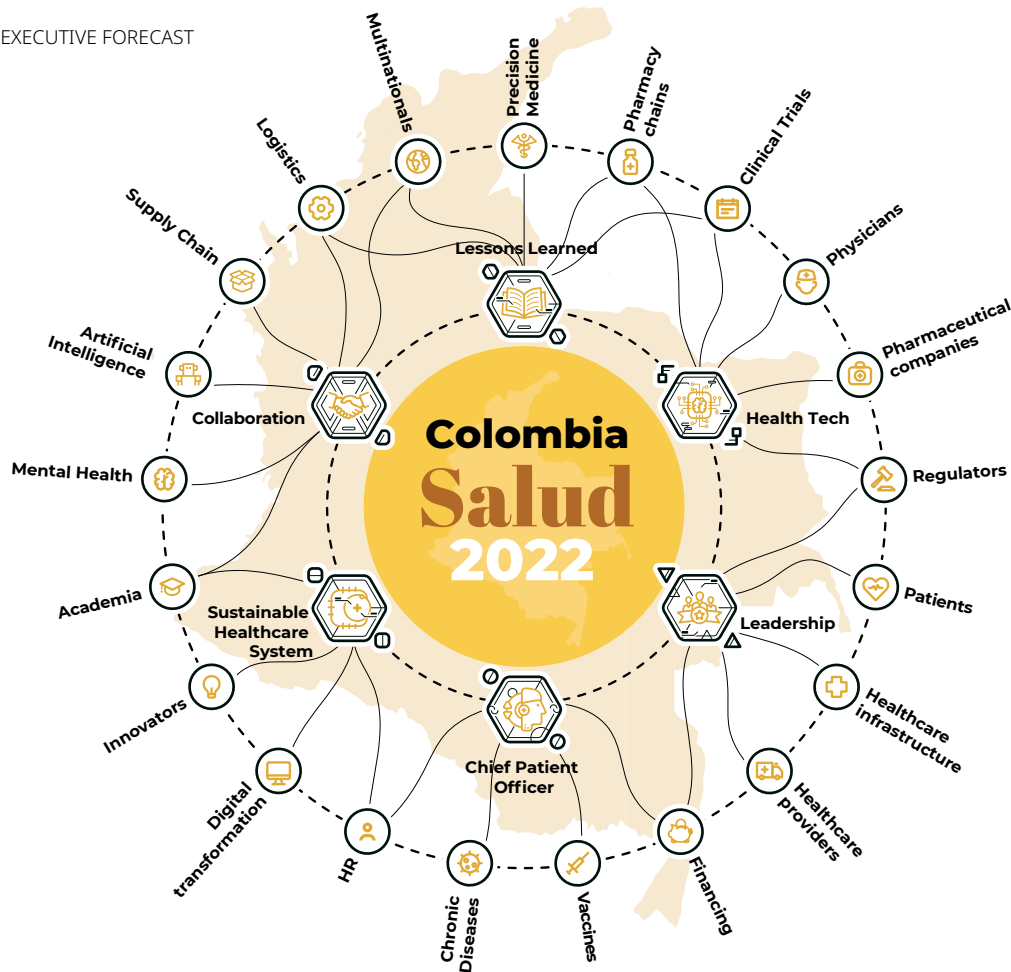 EXECUTIVE FORECAST
Multinationals
Precision
Medicine
Pharmacy
chains
Clinical Trials
Physicians
Pharmaceutical
companies
Regulators
Patients
Healthcare
infrastructure
Healthcare
providers
Financing
Vaccines
Chronic
Diseases
HR
Digital
transformation
Innovators
Academia
Mental Health
Artificial
Intelligence
Supply Chain
Logistics
Lessons Learned
Health Tech
Leadership
Chief Patient
Officer
Sustainable
Healthcare
System
Collaboration
Colombia
Salud
2022